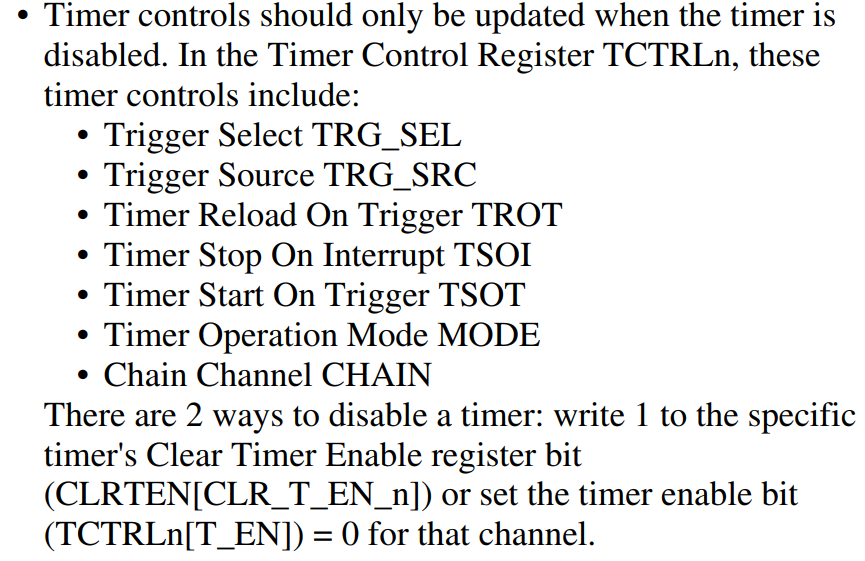 • Timer controls should only be updated when the timer is
disabled. In the Timer Control Register TCTRLn, these
timer controls include:
• Trigger Select TRG_SEL
• Trigger Source TRG_SRC
• Timer Reload On Trigger TROT
• Timer Stop On Interrupt TSOI
• Timer Start On Trigger TSOT
• Timer Operation Mode MODE
• Chain Channel CHAIN
There are 2 ways to disable a timer: write 1 to the specific
timer's Clear Timer Enable register bit
(CLRTEN[CLR_T_EN_n]) or set the timer enable bit
(TCTRLn[T_EN]) = 0 for that channel.